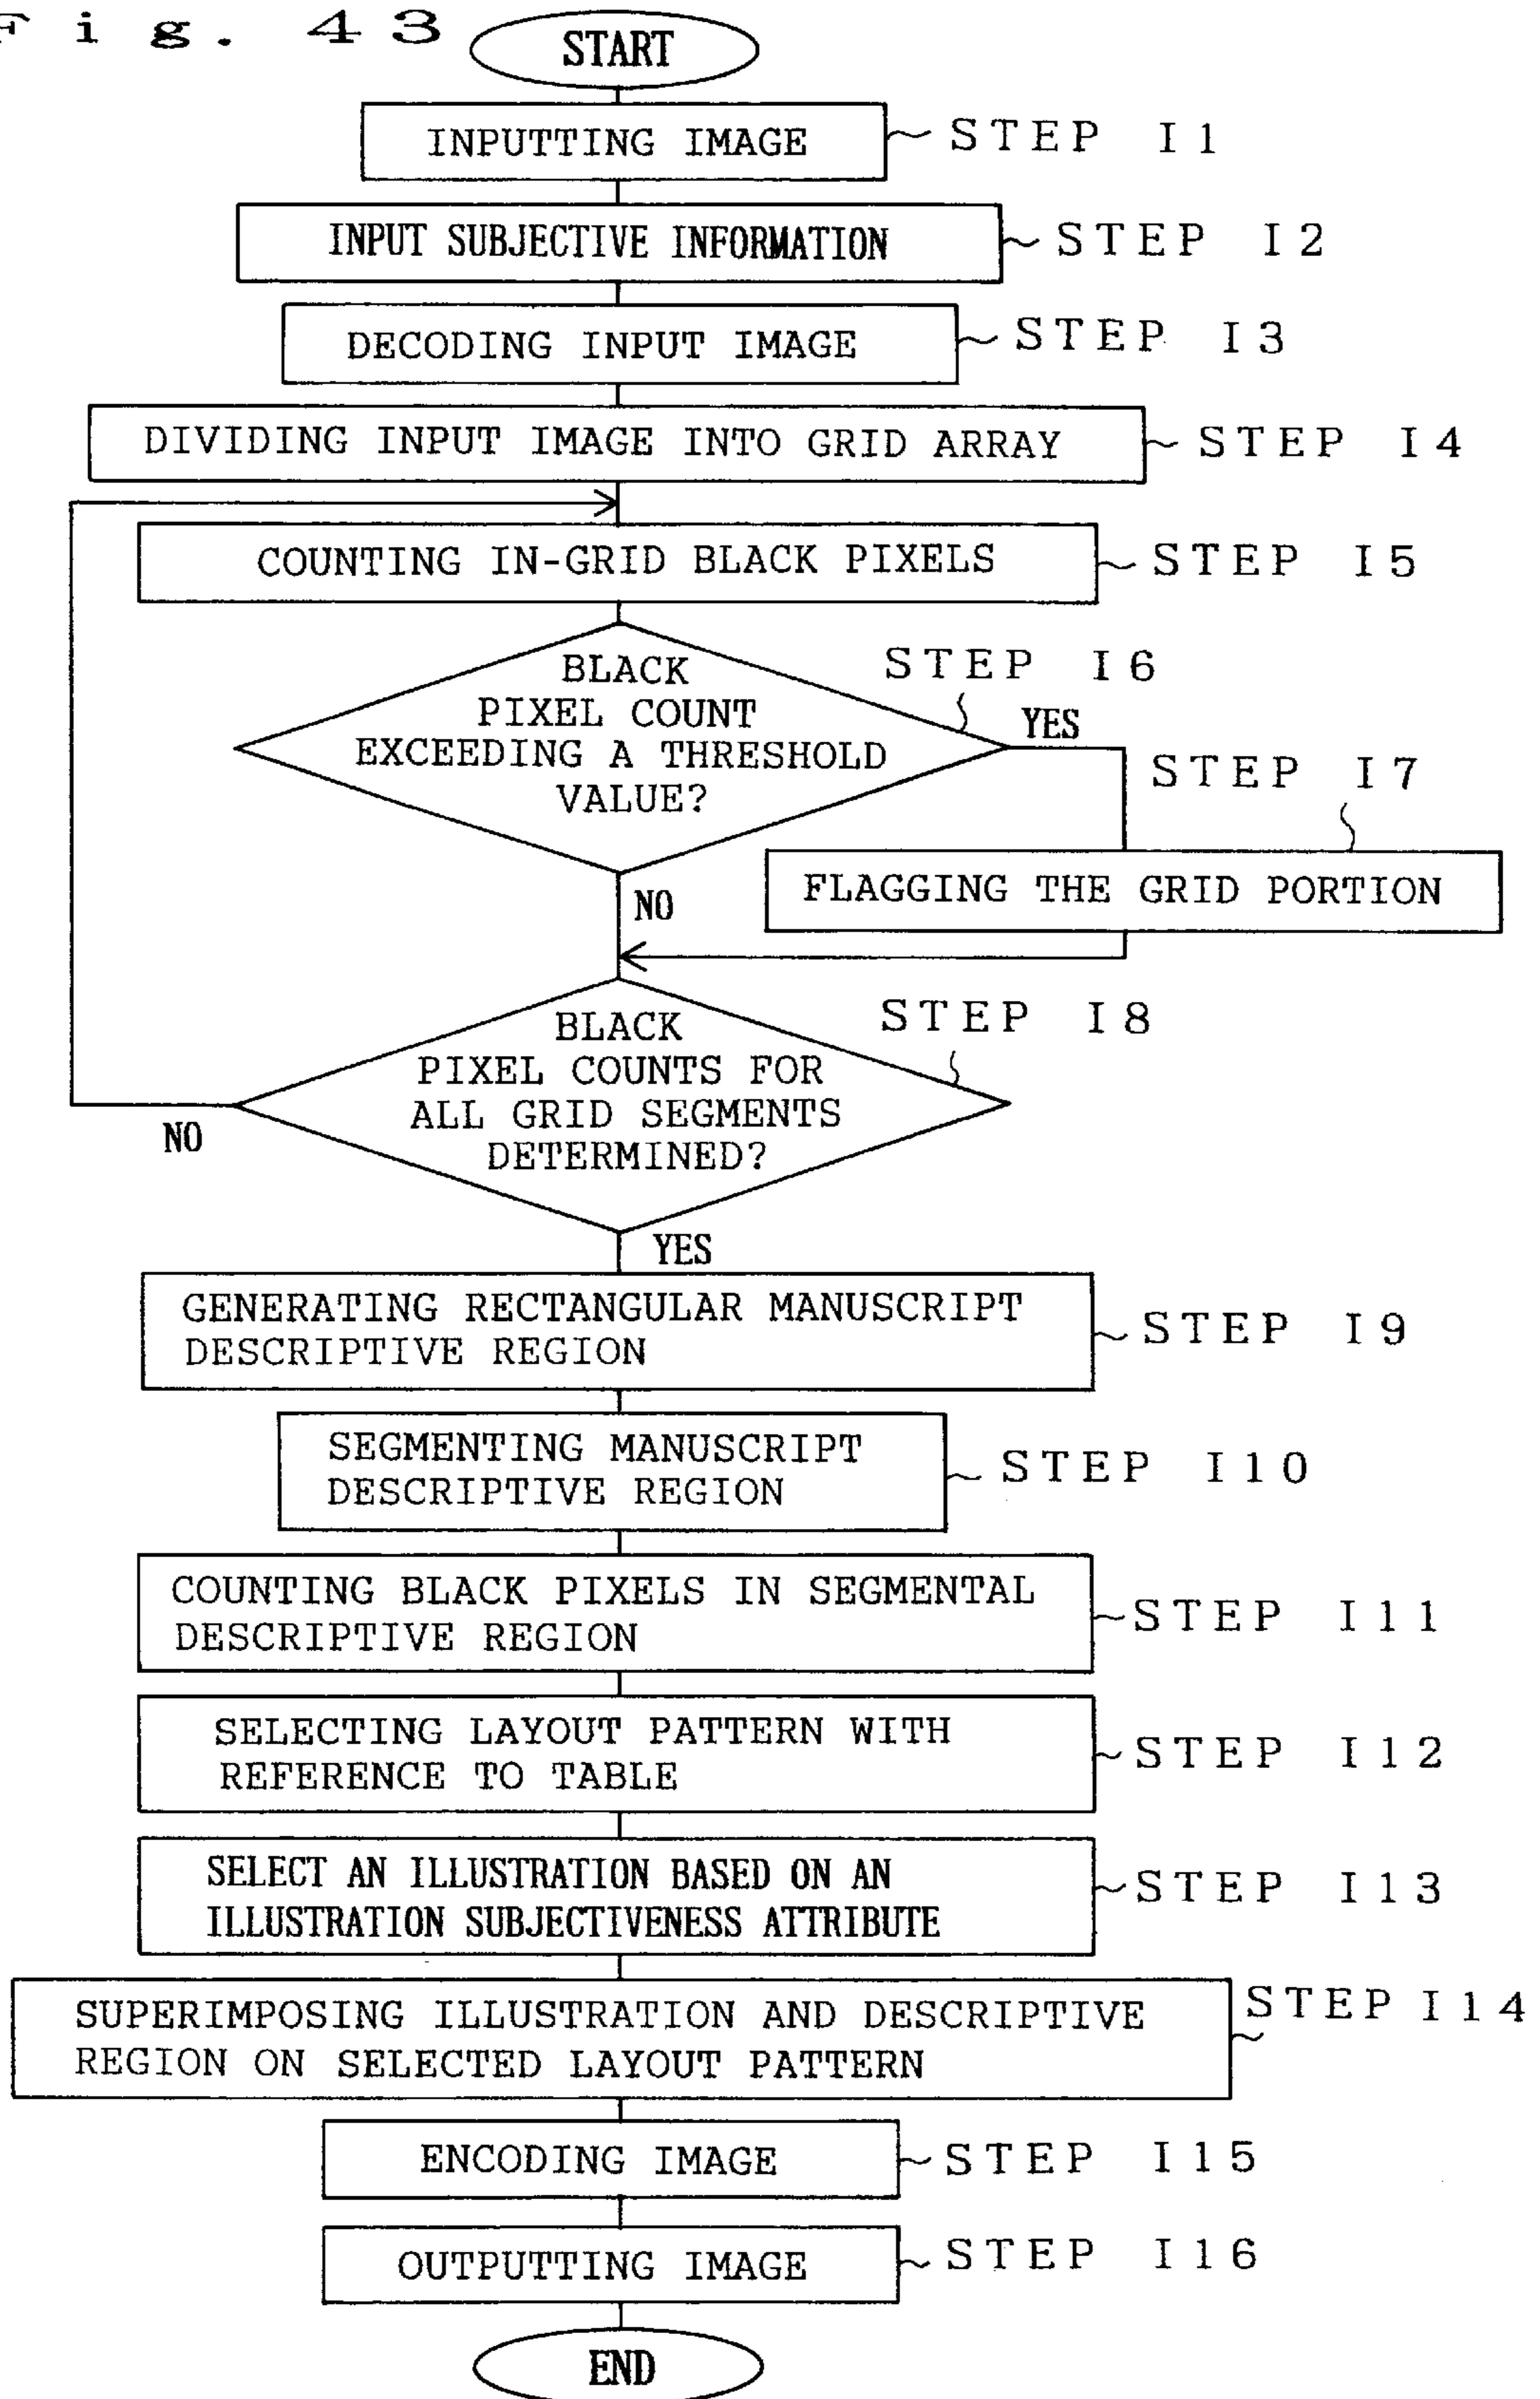 Fig. 43
START
INPUTTING IMAGE
STEP I1
INPUT SUBJECTIVE INFORMATION
STEP I2
DECODING INPUT IMAGE
STEP I3
DIVIDING INPUT IMAGE INTO GRID ARRAY
STEP I4
COUNTING IN-GRID BLACK PIXELS
STEP I5
BLACK
PIXEL COUNT
EXCEEDING A THRESHOLD
VALUE?
STEP I6
YES
STEP I7
FLAGGING THE GRID PORTION
NO
BLACK
PIXEL COUNTS FOR
ALL GRID SEGMENTS
DETERMINED?
STEP I8
NO
YES
GENERATING RECTANGULAR MANUSCRIPT
DESCRIPTIVE REGION
STEP I9
SEGMENTING MANUSCRIPT
DESCRIPTIVE REGION
STEP I10
COUNTING BLACK PIXELS IN SEGMENTAL
DESCRIPTIVE REGION
STEP I11
SELECTING LAYOUT PATTERN WITH
REFERENCE TO TABLE
STEP I12
SELECT AN ILLUSTRATION BASED ON AN
ILLUSTRATION SUBJECTIVENESS ATTRIBUTE
STEP I13
SUPERIMPOSING ILLUSTRATION AND DESCRIPTIVE
REGION ON SELECTED LAYOUT PATTERN
STEP I14
ENCODING IMAGE
STEP I15
OUTPUTTING IMAGE
STEP I16
END